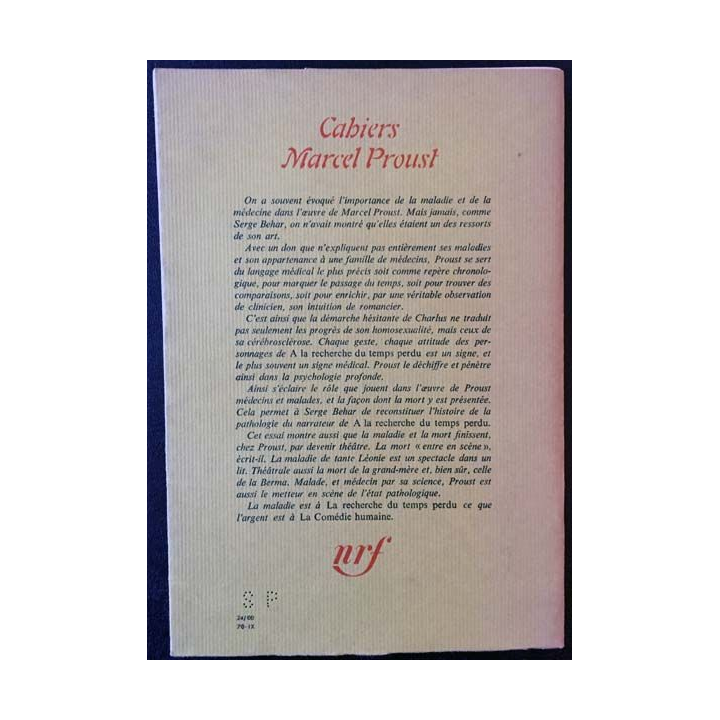 Cahiers
Marcel Proust
On a souvent évoqué l'importance de la maladie et de la
médecine dans l'œuvre de Marcel Proust. Mais jamais, comme
Serge Behar, on n'avait montré qu'elles étaient un des ressorts
de son art.
Avec un don que n'expliquent pas entièrement ses maladies
et son appartenance à une famille de médecins, Proust se sert
du langage médical le plus précis soit comme repère chronolo-
gique, pour marquer le passage du temps, soit pour trouver des
comparaisons, soit pour enrichir, par une véritable observation
de clinicien, son intuition de romancier.
C'est ainsi que la démarche hésitante de Charlus ne traduit
pas seulement les progrès de son homosexualité, mais ceux de
sa cérébrosclérose. Chaque geste, chaque attitude des per-
sonnages de A la recherche du temps perdu est un signe, et
le plus souvent un signe médical. Proust le déchiffre et pénètre
ainsi dans la psychologie profonde.
Ainsi s'éclaire le rôle que jouent dans l'œuvre de Proust
médecins et malades, et la façon dont la mort y est présentée.
Cela permet à Serge Behar de reconstituer l'histoire de la
pathologie du narrateur de A la recherche du temps perdu.
Cet essai montre aussi que la maladie et la mort finissent,
chez Proust, par devenir théâtre. La mort « entre en scène »,
écrit-il. La maladie de tante Léonie est un spectacle dans un
lit. Théâtrale aussi la mort de la grand-mère et, bien sûr, celle
de la Berma. Malade, et médecin par sa science, Proust est
aussi le metteur en scène de l'état pathologique.
La maladie est à La recherche du temps perdu ce que
l'argent est à La Comédie humaine.
nrf
S P
70-IX